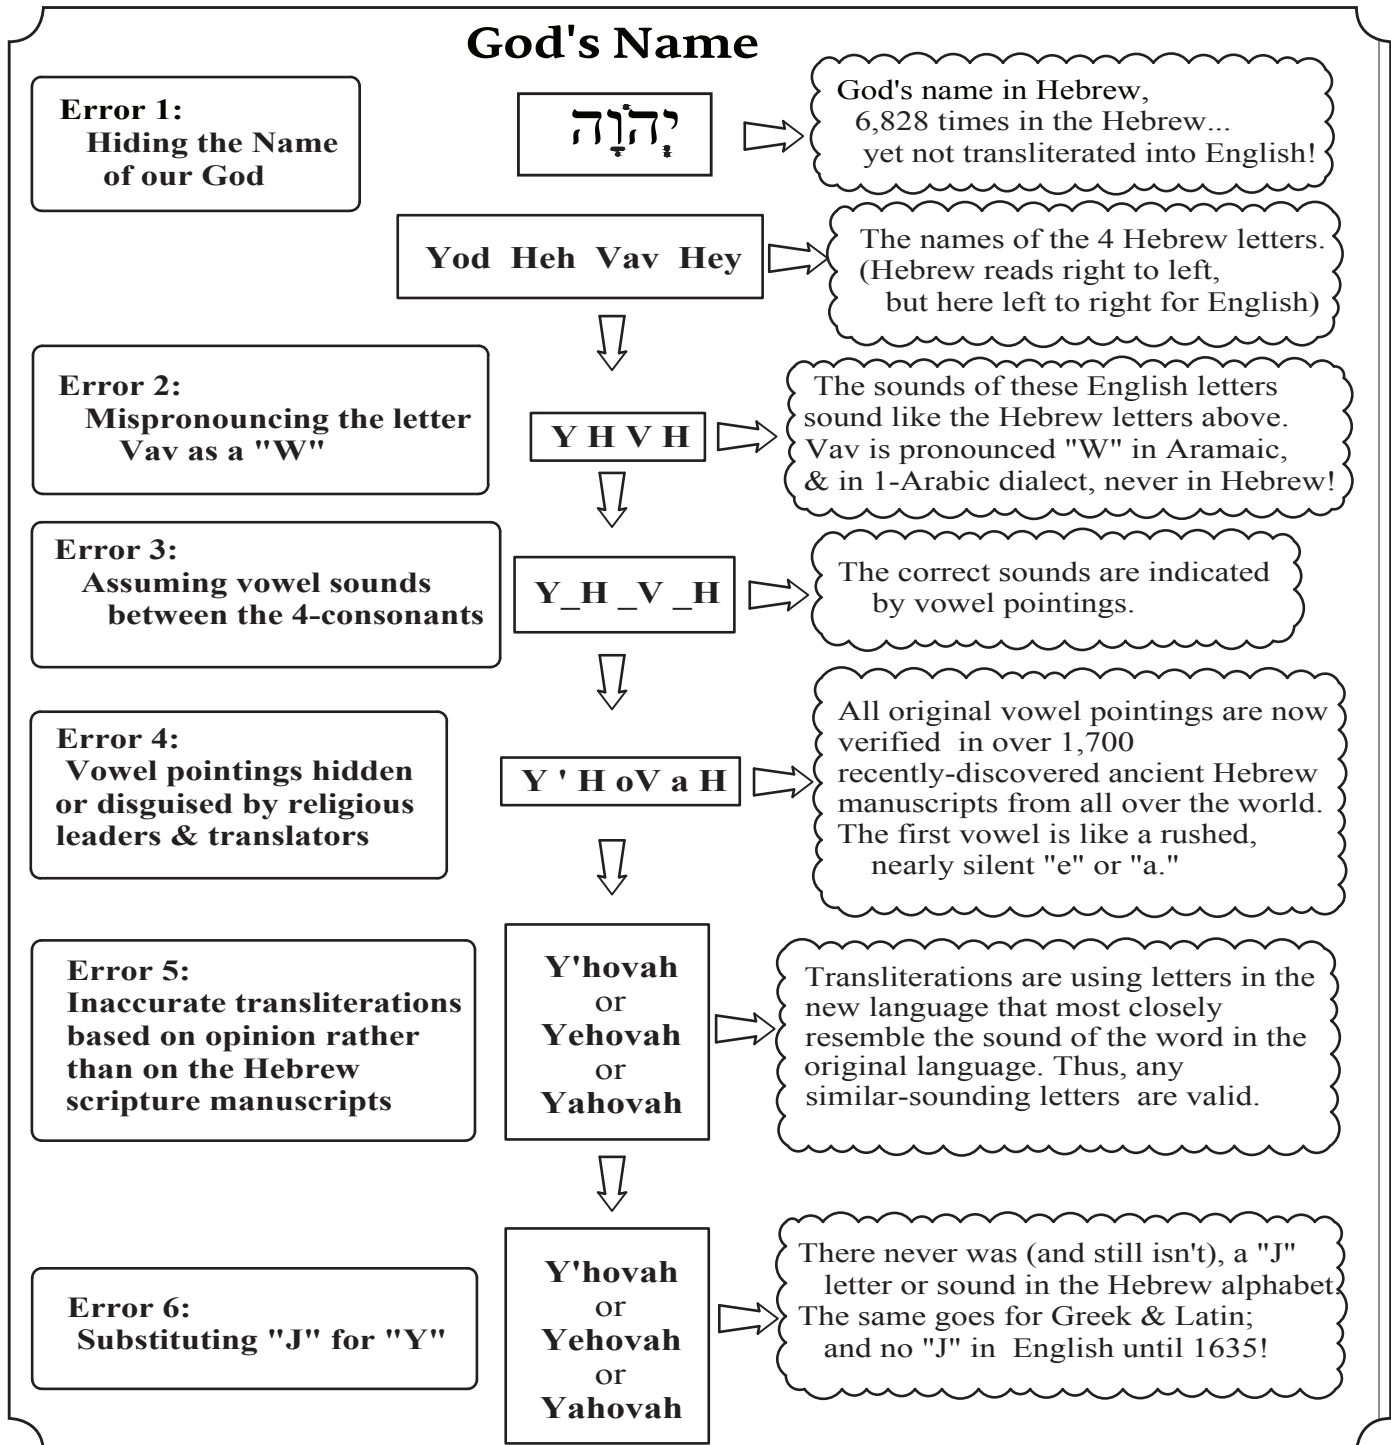 God's Name
Error 1:
Hiding the Name
of our God
יְהֹוָה
God's name in Hebrew,
6,828 times in the Hebrew...
yet not transliterated into English!
Yod Heh Vav Hey
The names of the 4 Hebrew letters.
(Hebrew reads right to left,
but here left to right for English)
Error 2:
Mispronouncing the letter
Vav as a "W"
Y H V H
The sounds of these English letters
sound like the Hebrew letters above.
Vav is pronounced "W" in Aramaic,
& in 1-Arabic dialect, never in Hebrew!
Error 3:
Assuming vowel sounds
between the 4-consonants
Y_H _V _H
The correct sounds are indicated
by vowel pointings.
Error 4:
Vowel pointings hidden
or disguised by religious
leaders & translators
Y ' H oV a H
All original vowel pointings are now
verified in over 1,700
recently-discovered ancient Hebrew
manuscripts from all over the world.
The first vowel is like a rushed,
nearly silent "e" or "a."
Error 5:
Inaccurate transliterations
based on opinion rather
than on the Hebrew
scripture manuscripts
Y'hovah
or
Yehovah
or
Yahovah
Transliterations are using letters in the
new language that most closely
resemble the sound of the word in the
original language. Thus, any
similar-sounding letters are valid.
Error 6:
Substituting "J" for "Y"
Y'hovah
or
Yehovah
or
Yahovah
There never was (and still isn't), a "J"
letter or sound in the Hebrew alphabet.
The same goes for Greek & Latin;
and no "J" in English until 1635!